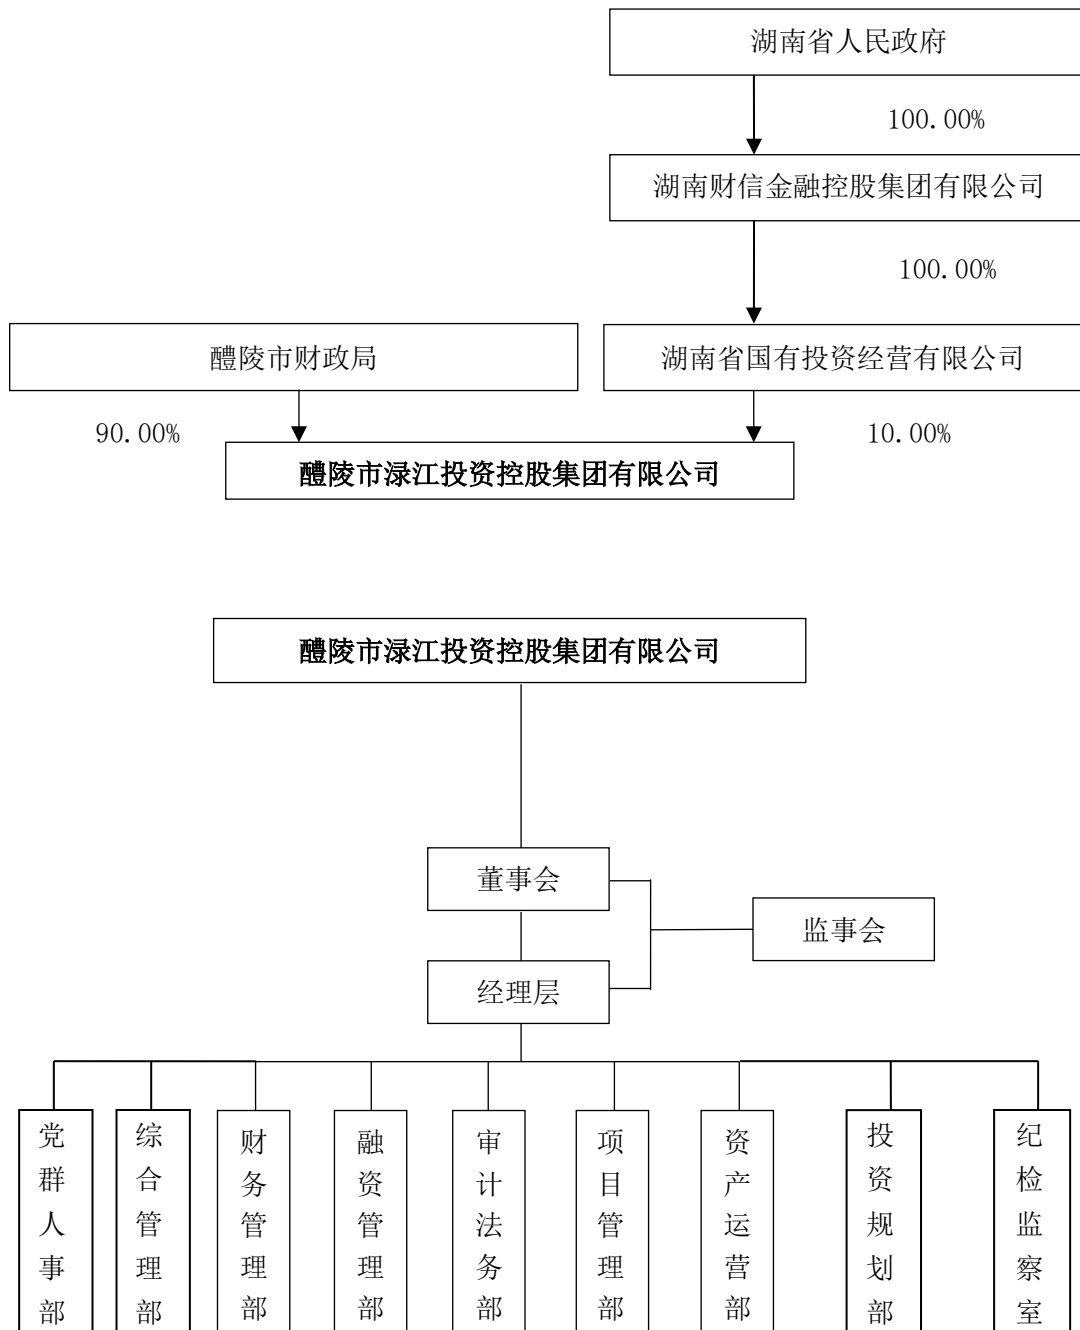 湖南省人民政府
100.00%
湖南财信金融控股集团有限公司
100.00%
醴陵市财政局
湖南省国有投资经营有限公司
90.00%
10.00%
醴陵市渌江投资控股集团有限公司
醴陵市渌江投资控股集团有限公司
董事会
监事会
经理层
党群人事部
综合管理部
财务管理部
融资管理部
审计法务部
项目管理部
资产运营部
投资规划部
纪检监察室